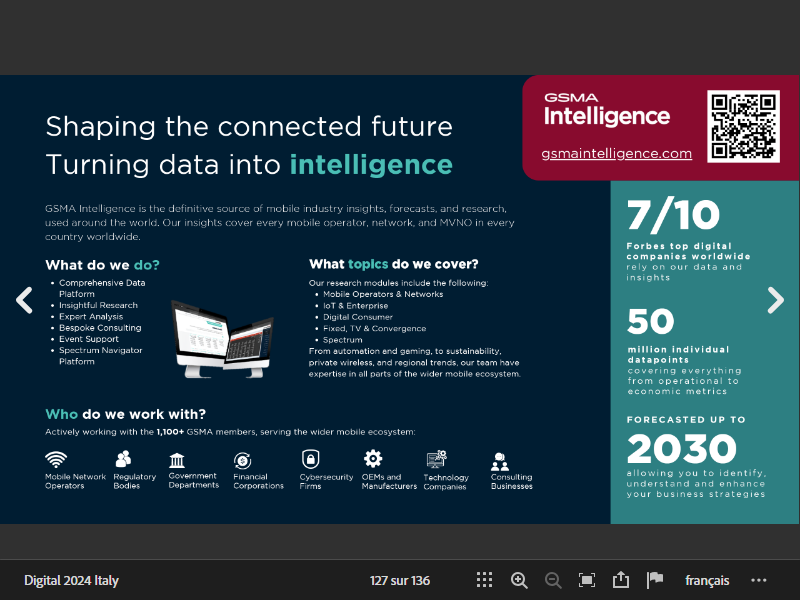 Shaping the connected future
Turning data into intelligence
GSMA Intelligence is the definitive source of mobile industry insights, forecasts, and research,
used around the world. Our insights cover every mobile operator, network, and MVNO in every
country worldwide.
What do we do?
• Comprehensive Data
Platform
• Insightful Research
• Expert Analysis
• Bespoke Consulting
• Event Support
• Spectrum Navigator
Platform
What topics do we cover?
Our research modules include the following:
• Mobile Operators & Networks
• IoT & Enterprise
• Digital Consumer
• Fixed, TV & Convergence
• Spectrum
From automation and gaming, to sustainability,
private wireless, and regional trends, our team have
expertise in all parts of the wider mobile ecosystem.
Who do we work with?
Actively working with the 1,100+ GSMA members, serving the wider mobile ecosystem:
Mobile Network
Operators
Regulatory
Bodies
Government
Departments
Financial
Corporations
Cybersecurity
Firms
OEMs and
Manufacturers
Technology
Companies
Consulting
Businesses
GSMA
Intelligence
gsmaintelligence.com
7/10
Forbes top digital
companies worldwide
rely on our data and
insights
50
million individual
datapoints
covering everything
from operational to
economic metrics
FORECASTED UP TO
2030
allowing you to identify,
understand and enhance
your business strategies
Digital 2024 Italy
127 sur 136
français